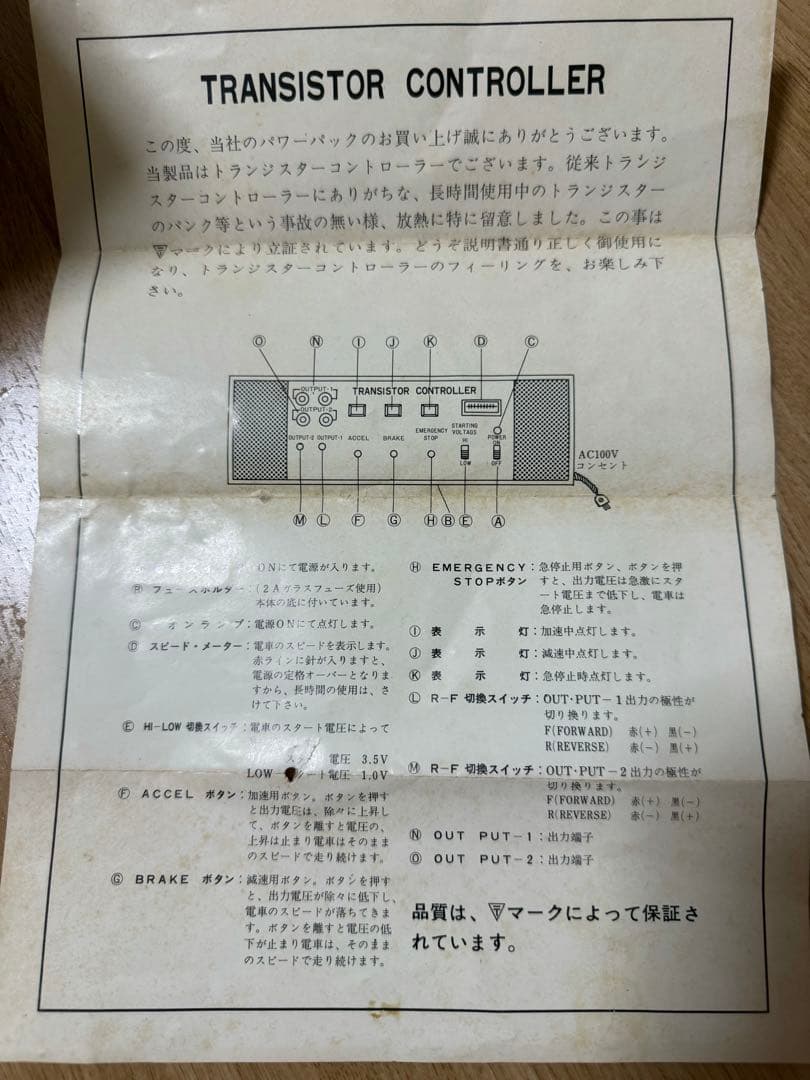 TRANSISTOR CONTROLLER
この度、当社のパワーパックのお買い上げ誠にありがとうございます。
当製品はトランジスターコントローラーでございます。従来トランジ
スターコントローラーにありがちな、長時間使用中のトランジスター
のパンク等という事故の無い様、放熱に特に留意しました。この事は
マークにより立証されています。どうぞ説明書通り正しく御使用に
なり、トランジスターコントローラーのフィーリングを、お楽しみ下
さい。
Ⓞ Ⓝ Ⓘ Ⓙ Ⓚ Ⓓ Ⓒ
OUTPUT-1
TRANSISTOR CONTROLLER
OUTPUT-2
OUTPUT-2 OUTPUT-1 ACCEL BRAKE EMERGENCY STOP STARTING VOLTAGS HI LOW POWER ON OFF
AC100V
コンセント
Ⓜ Ⓛ Ⓕ Ⓖ Ⓗ Ⓑ Ⓔ Ⓐ
ONにて電源が入ります。
Ⓑ フューズホルダー:(2Aガラスフューズ使用)
本体の底に付いています。
Ⓒ オンランプ:電源ONにて点灯します。
Ⓓ スピード・メーター:電車のスピードを表示します。
赤ラインに針が入りますと、
電源の定格オーバーとなりま
すから、長時間の使用は、さ
けて下さい。
Ⓔ HI-LOW 切換スイッチ:電車のスタート電圧によって
電圧 3.5V
LOW ート電圧 1.0V
Ⓕ ACCEL ボタン:加速用ボタン。ボタンを押す
と出力電圧は、除々に上昇し
て、ボタンを離すと電圧の、
上昇は止まり電車はそのまま
のスピードで走り続けます。
Ⓖ BRAKE ボタン:減速用ボタン。ボタンを押す
と、出力電圧が除々に低下し、
電車のスピードが落ちてきま
す。ボタンを離すと電圧の低
下が止まり電車は、そのまま
のスピードで走り続けます。
Ⓗ EMERGENCY STOPボタン:急停止用ボタン、ボタンを押
すと、出力電圧は急激にスタ
ート電圧まで低下し、電車は
急停止します。
Ⓘ 表示灯:加速中点灯します。
Ⓙ 表示灯:減速中点灯します。
Ⓚ 表示灯:急停止時点灯します。
Ⓛ R-F 切換スイッチ:OUT・PUT-1出力の極性が
切り換ります。
F(FORWARD) 赤(+) 黒(-)
R(REVERSE) 赤(-) 黒(+)
Ⓜ R-F 切換スイッチ:OUT・PUT-2出力の極性が
切り換ります。
F(FORWARD) 赤(+) 黒(-)
R(REVERSE) 赤(-) 黒(+)
Ⓝ OUT PUT-1:出力端子
Ⓞ OUT PUT-2:出力端子
品質は、マークによって保証さ
れています。